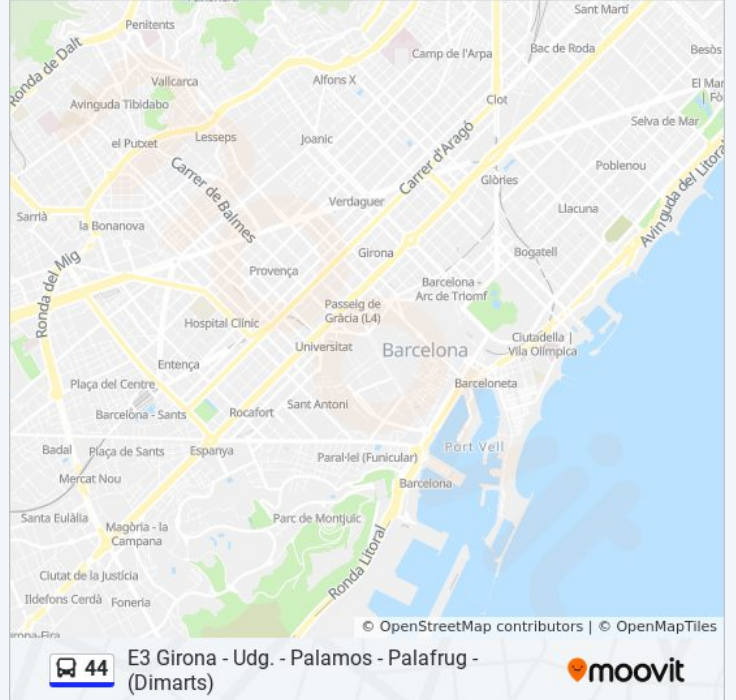 Sant Martí
Penitents
Ronda de Dalt
Camp de l'Arpa
Bac de Roda
Besòs
Vallcarca
Alfons X
El Mar
| Fò
Avinguda Tibidabo
Clot
Selva de Mar
el Putxet
Lesseps
Joanic
Carrer d'Aragó
Poblenou
Avinguda del Litoral
Carrer de Balmes
Glòries
Verdaguer
Llacuna
Sarrià
la Bonanova
Girona
Bogatell
Ronda del Mig
Provença
Barcelona -
Arc de Triomf
Passeig de
Gràcia (L4)
Hospital Clínic
Universitat
Barcelona
Ciutadella |
Vila Olímpica
Entença
Plaça del Centre
Barceloneta
Sant Antoni
Barcelona - Sants
Rocafort
Badal
Plaça de Sants
Espanya
Paral·lel (Funicular)
Port Vell
Mercat Nou
Barcelona
Santa Eulàlia
Magòria - la
Campana
Parc de Montjuïc
Ronda Litoral
Ciutat de la Justícia
Ildefons Cerdà
Foneria
ropa-Fira
© OpenStreetMap contributors | © OpenMapTiles
44
E3 Girona - Udg. - Palamos - Palafrug -
(Dimarts)
moovit